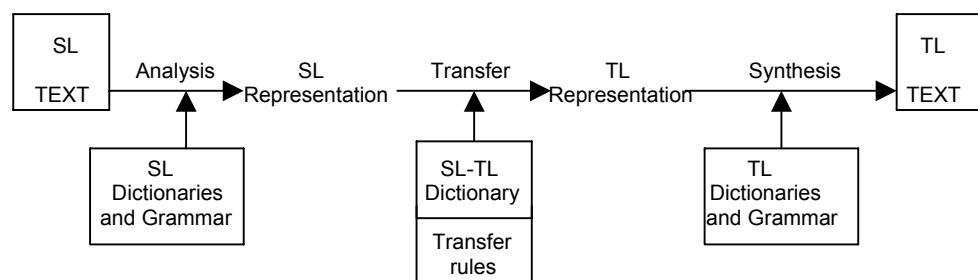 SL
TEXT
Analysis
SL
Representation
Transfer
TL
Representation
Synthesis
TL
TEXT
SL
Dictionaries
and Grammar
SL-TL
Dictionary
Transfer
rules
TL
Dictionaries
and Grammar